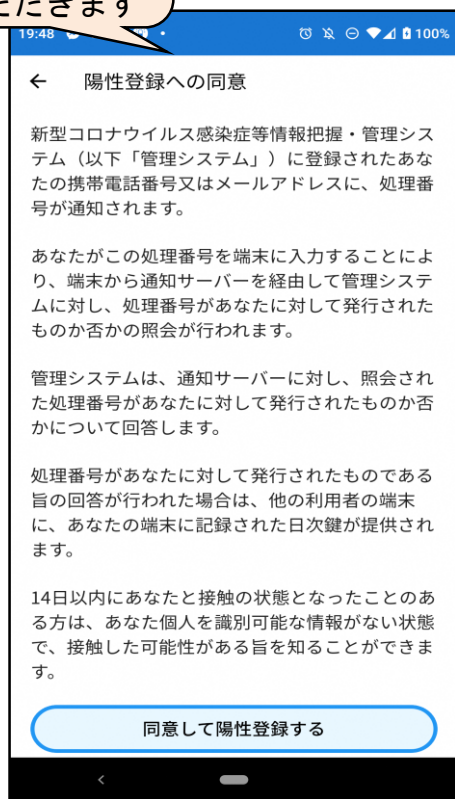 ただきます
19:48
100%
陽性登録への同意
新型コロナウイルス感染症等情報把握・管理シス
テム（以下「管理システム」）に登録されたあな
たの携帯電話番号又はメールアドレスに、処理番
号が通知されます。
あなたがこの処理番号を端末に入力することによ
り、端末から通知サーバーを経由して管理システ
ムに対し、処理番号があなたに対して発行された
ものか否かの照会が行われます。
管理システムは、通知サーバーに対し、照会され
た処理番号があなたに対して発行されたものか否
かについて回答します。
処理番号があなたに対して発行されたものである
旨の回答が行われた場合は、他の利用者の端末
に、あなたの端末に記録された日次鍵が提供され
ます。
14日以内にあなたと接触の状態となったことのあ
る方は、あなた個人を識別可能な情報がない状態
で、接触した可能性がある旨を知ることができま
す。
同意して陽性登録する